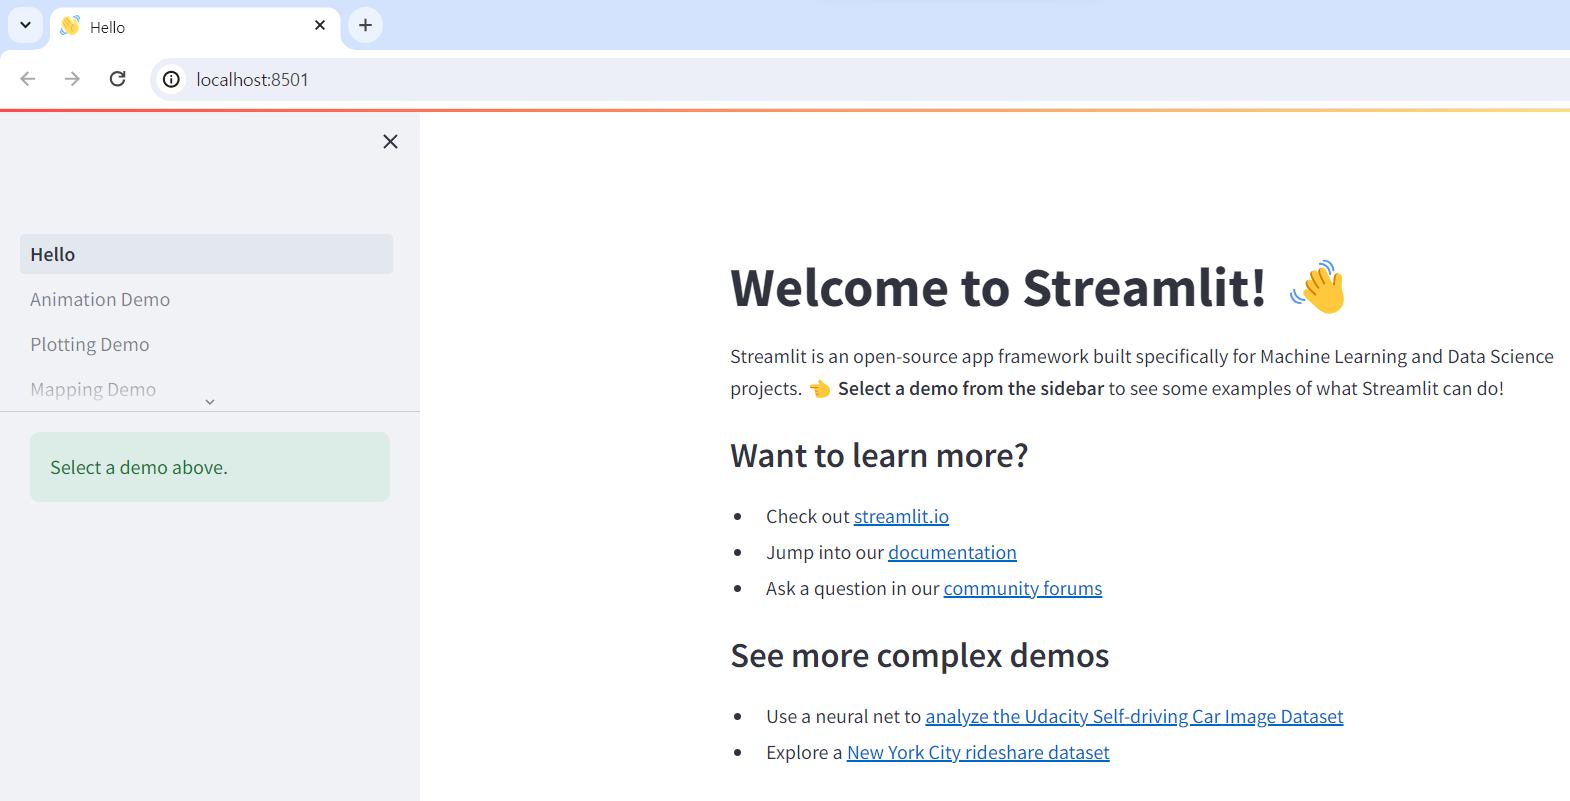 Hello
localhost:8501
Hello
Animation Demo
Plotting Demo
Mapping Demo
Select a demo above.
Welcome to Streamlit! 👋
Streamlit is an open-source app framework built specifically for Machine Learning and Data Science
projects. 👈 Select a demo from the sidebar to see some examples of what Streamlit can do!
Want to learn more?
• Check out streamlit.io
• Jump into our documentation
• Ask a question in our community forums
See more complex demos
• Use a neural net to analyze the Udacity Self-driving Car Image Dataset
• Explore a New York City rideshare dataset